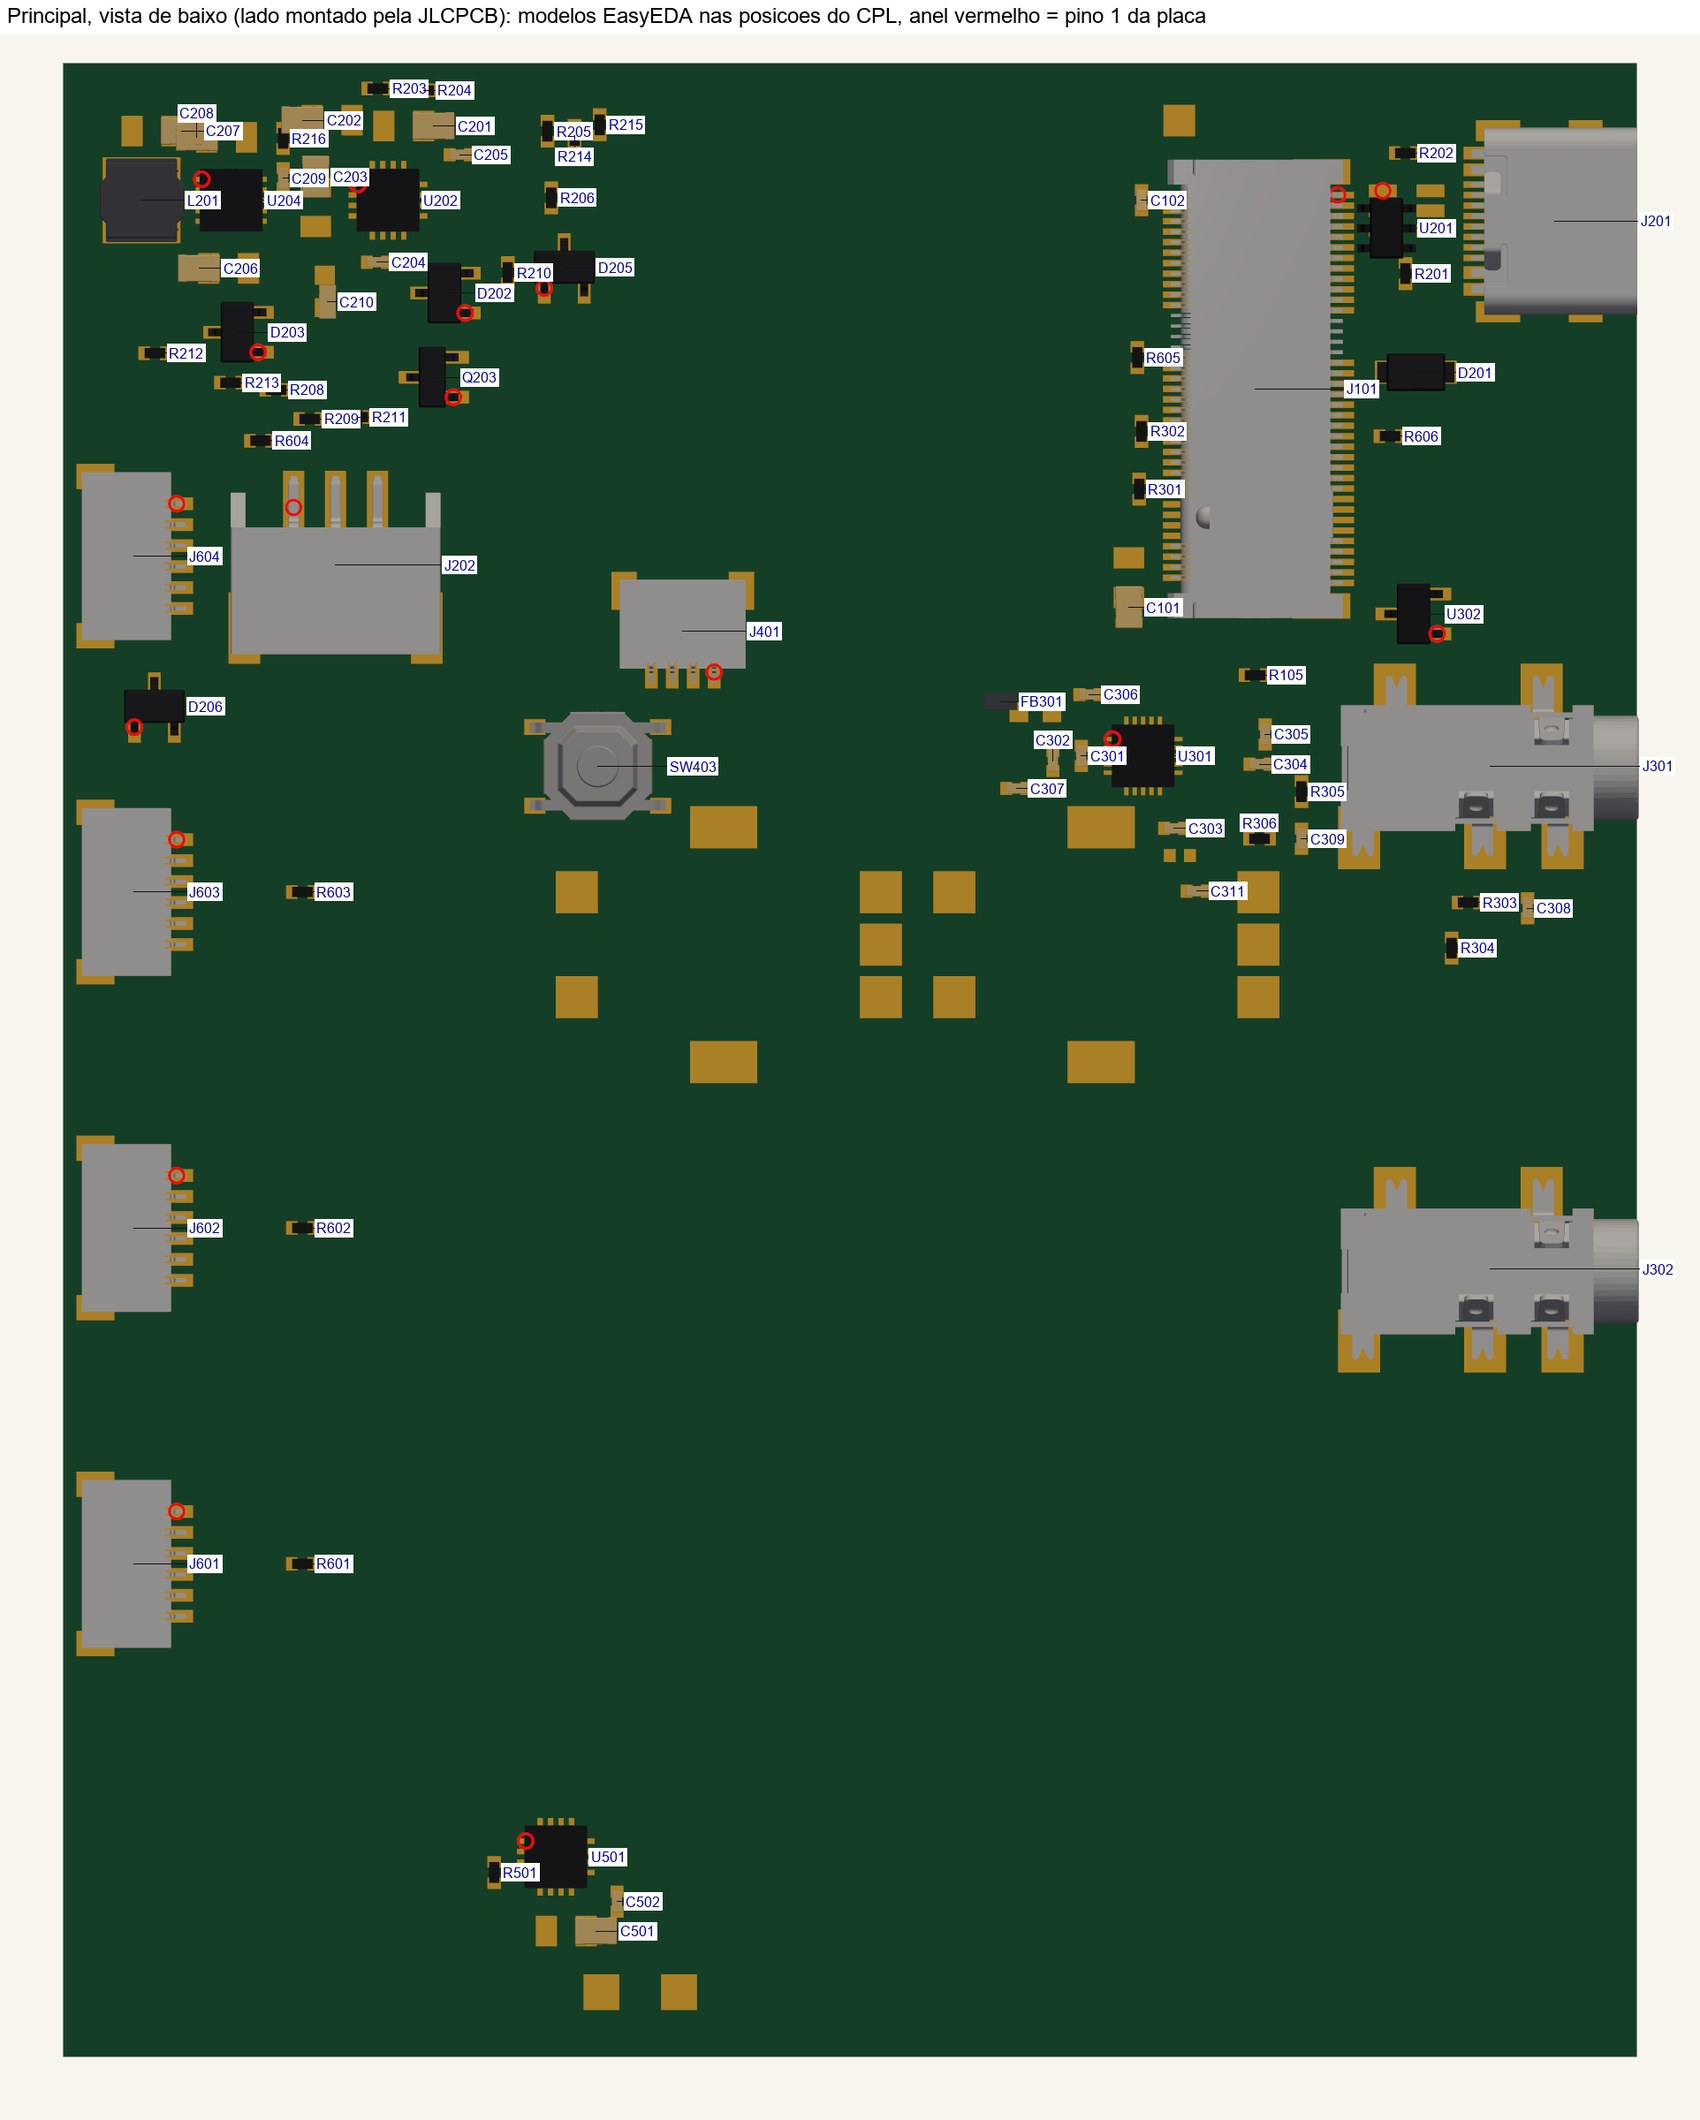 Principal, vista de baixo (lado montado pela JLCPCB): modelos EasyEDA nas posicoes do CPL, anel vermelho = pino 1 da placa
R203 R204
C208
C207
C202
C201
R216
R205
R215
C205
R214
R202
C209
C203
L201
U204
U202
R206
C102
J201
U201
C206
C204
R210
D205
R201
D202
C210
D203
R212
R605
D201
Q203
R213
R208
J101
R209
R211
R604
R302
R606
R301
J604
J202
C101
U302
J401
R105
C306
FB301
D206
C302
C305
C301
U301
SW403
C304
J301
C307
R305
R306
C303
C309
J603
R603
C311
R303
C308
R304
J602
R602
J302
J601
R601
U501
R501
C502
C501